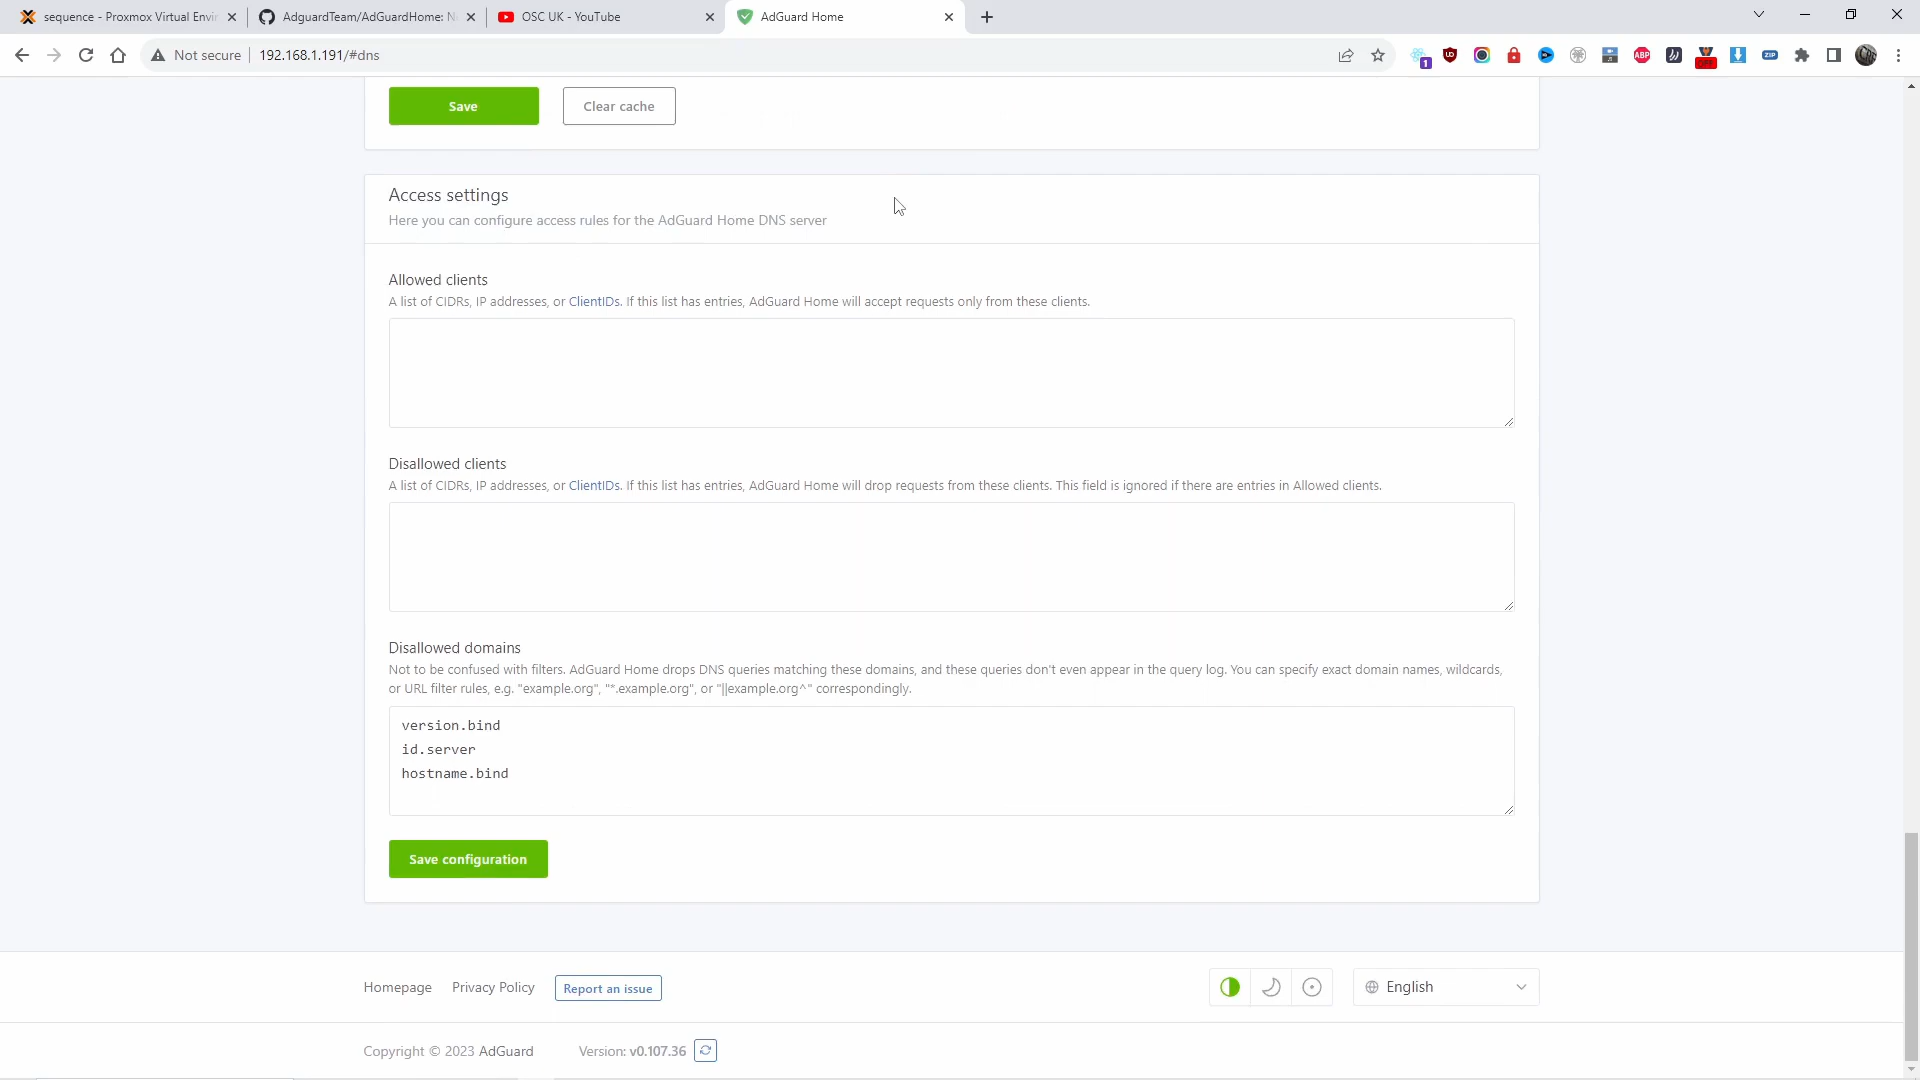 sequence - Proxmox Virtual Envir
AdguardTeam/AdGuardHome: N
OSC UK - YouTube
AdGuard Home
Not secure
192.168.1.191/#dns
1
ABP
ZIP
Save
Clear cache
Access settings
Here you can configure access rules for the AdGuard Home DNS server
Allowed clients
A list of CIDRs, IP addresses, or ClientIDs. If this list has entries, AdGuard Home will accept requests only from these clients.
Disallowed clients
A list of CIDRs, IP addresses, or ClientIDs. If this list has entries, AdGuard Home will drop requests from these clients. This field is ignored if there are entries in Allowed clients.
Disallowed domains
Not to be confused with filters. AdGuard Home drops DNS queries matching these domains, and these queries don't even appear in the query log. You can specify exact domain names, wildcards,
or URL filter rules, e.g. "example.org", "*.example.org", or "||example.org^" correspondingly.
version.bind
id.server
hostname.bind
Save configuration
Homepage
Privacy Policy
Report an issue
English
Copyright © 2023 AdGuard
Version: v0.107.36